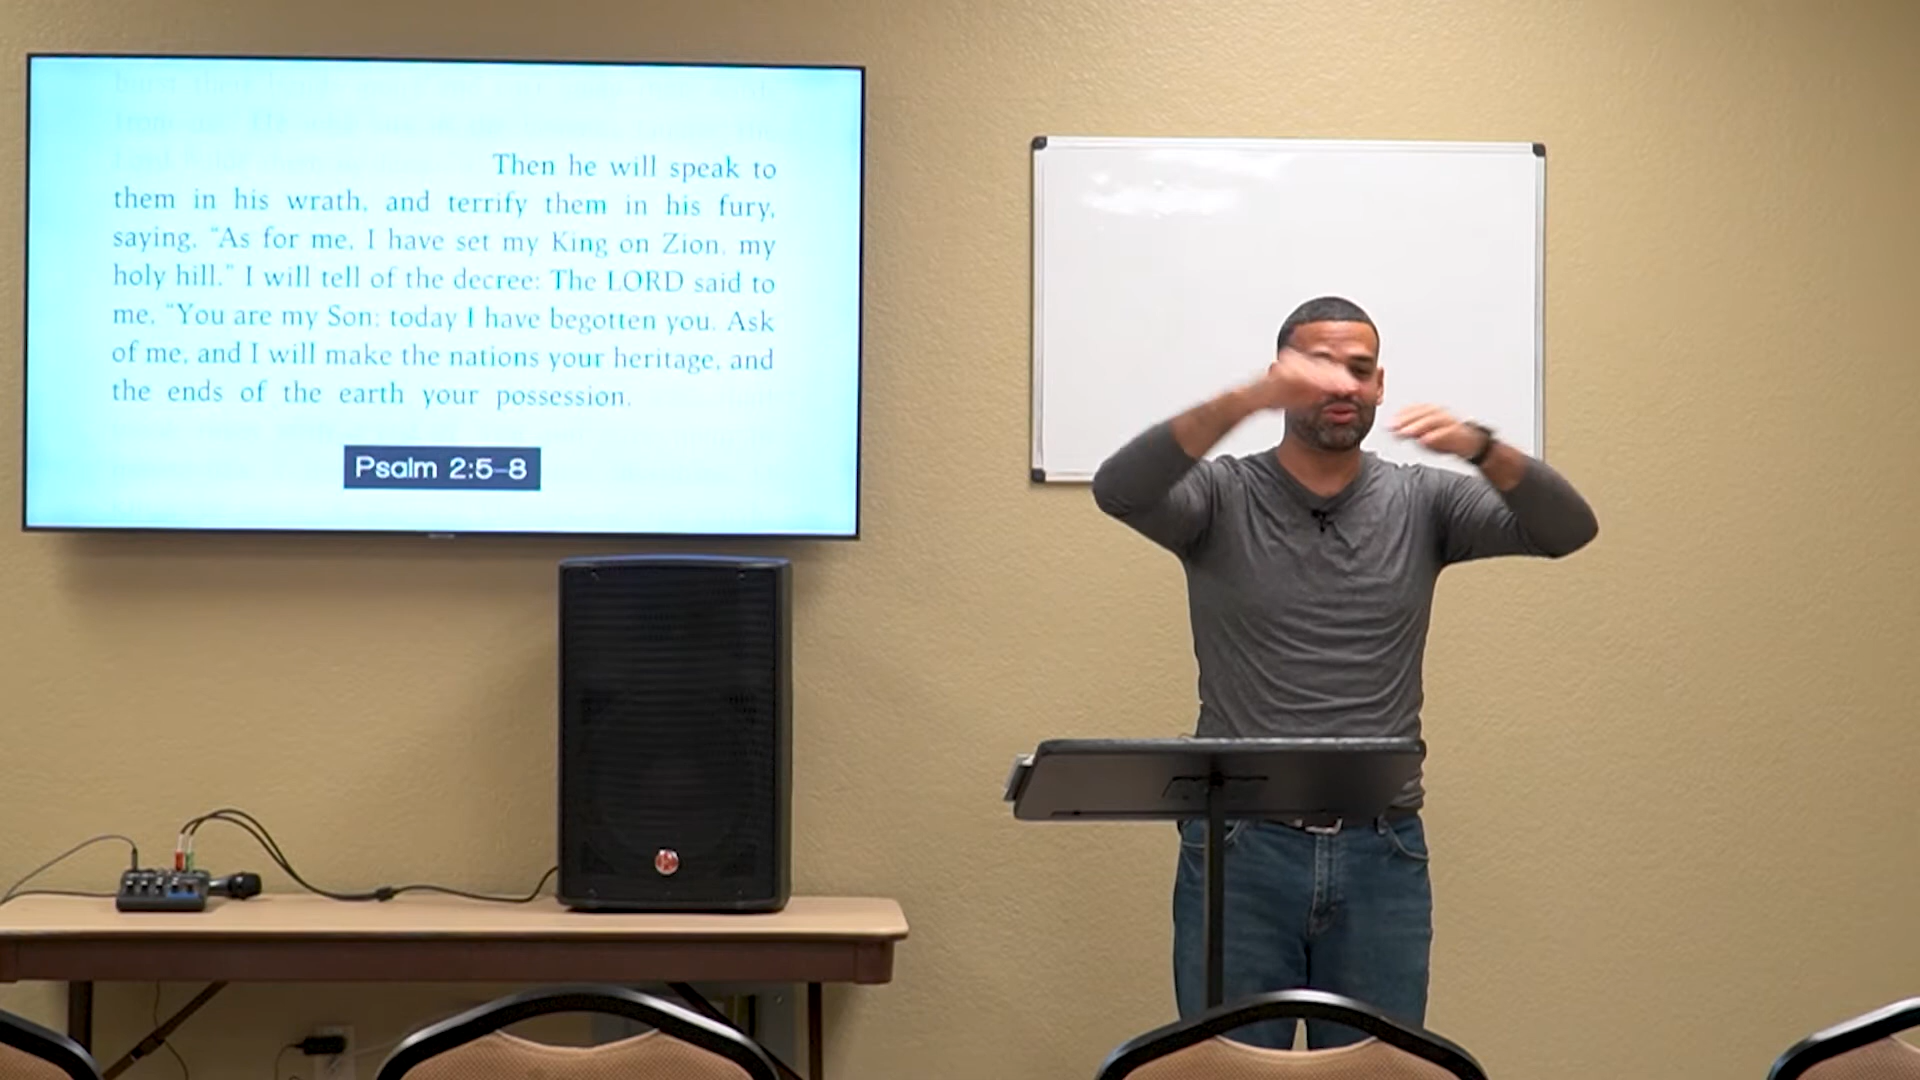 Then he will speak to
them in his wrath, and terrify them in his fury,
saying, “As for me, I have set my King on Zion, my
holy hill.” I will tell of the decree: The LORD said to
me, “You are my Son; today I have begotten you. Ask
of me, and I will make the nations your heritage, and
the ends of the earth your possession.
Psalm 2:5-8